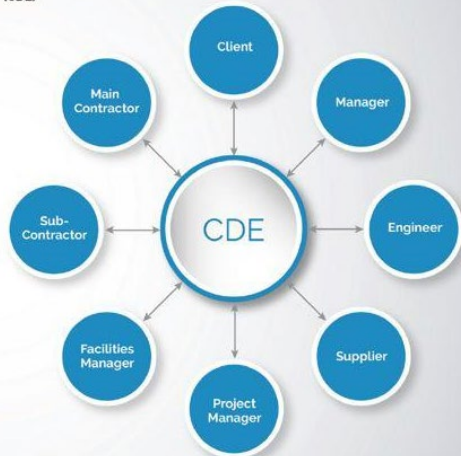 Client
Main
Contractor
Manager
Sub-
Contractor
CDE
Engineer
Facilities
Manager
Supplier
Project
Manager